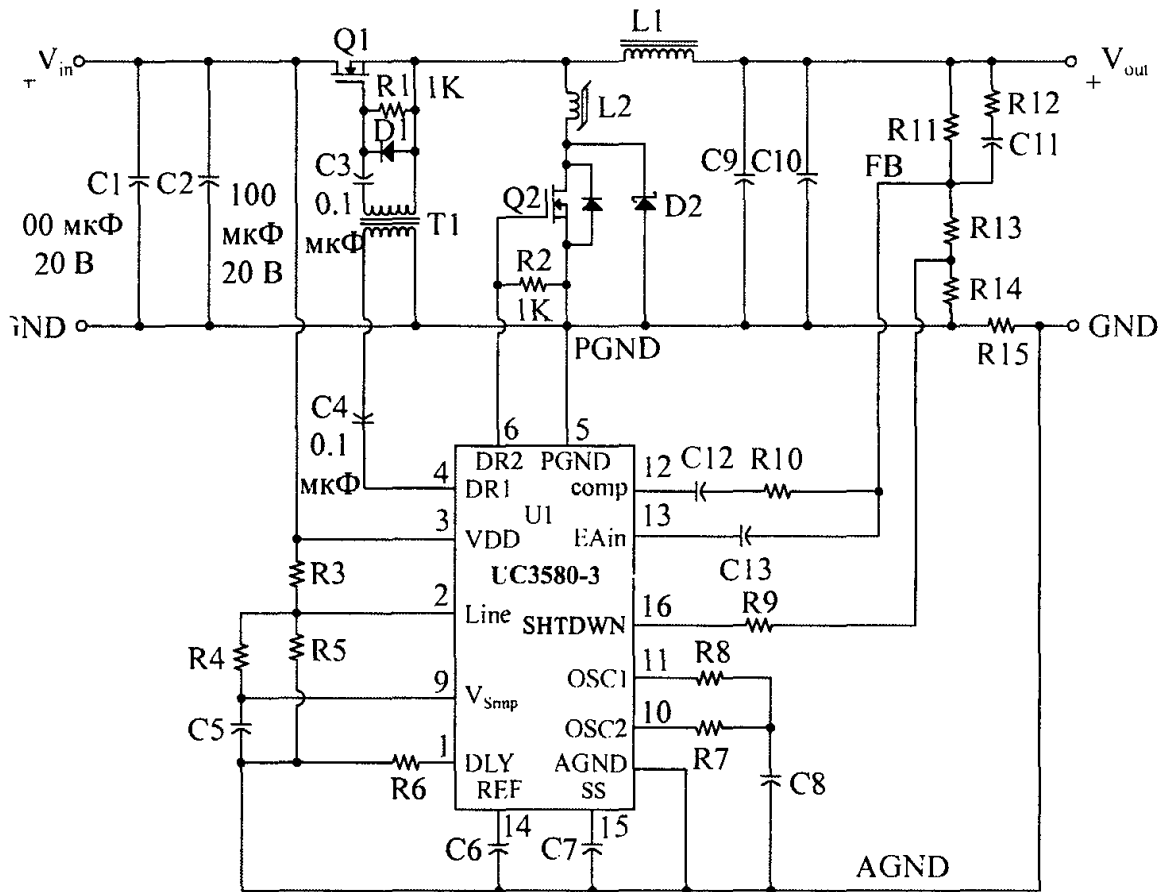 L1
Q1
V in
+
V out
+
R1
1K
D1
L2
R12
R11
C11
C3
0.1
мкФ
T1
C1
C2
100
мкФ
20 В
00 мкФ
20 В
Q2
D2
C9
C10
FB
R13
R2
1K
R14
GND
PGND
R15
GND
C4
0.1
мкФ
6
5
DR2
PGND
4
DR1
12
comp
C12
R10
U1
3
VDD
13
EAin
C13
R3
UC3580-3
2
Line
16
SHTDWN
R9
R4
R5
11
OSC1
R8
9
10
OSC2
R7
C5
1
DLY
R6
AGND
C8
REF
SS
C6
14
C7
15
AGND